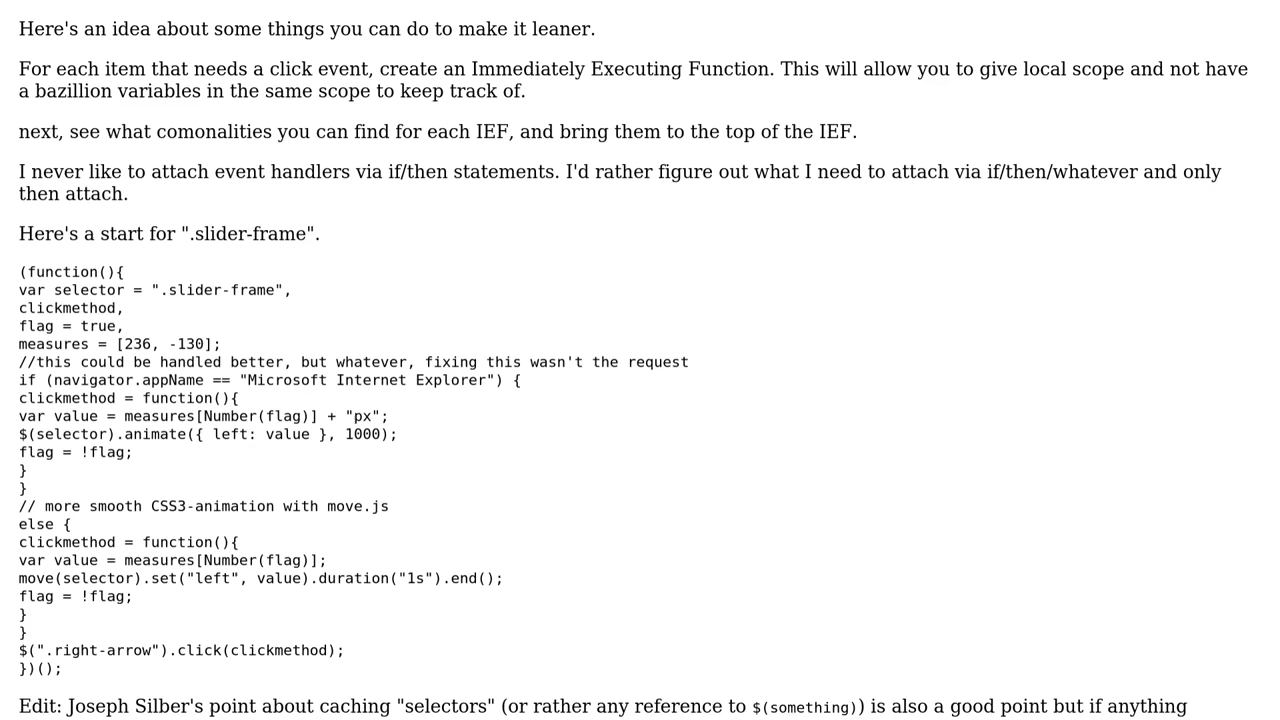 Here's an idea about some things you can do to make it leaner.
For each item that needs a click event, create an Immediately Executing Function. This will allow you to give local scope and not have
a bazillion variables in the same scope to keep track of.
next, see what comonalities you can find for each IEF, and bring them to the top of the IEF.
I never like to attach event handlers via if/then statements. I'd rather figure out what I need to attach via if/then/whatever and only
then attach.
Here's a start for ".slider-frame".
(function(){
var selector = ".slider-frame",
clickmethod,
flag = true,
measures = [236, -130];
//this could be handled better, but whatever, fixing this wasn't the request
if (navigator.appName == "Microsoft Internet Explorer") {
clickmethod = function(){
var value = measures[Number(flag)] + "px";
$(selector).animate({ left: value }, 1000);
flag = !flag;
}
}
// more smooth CSS3-animation with move.js
else {
clickmethod = function(){
var value = measures[Number(flag)];
move(selector).set("left", value).duration("1s").end();
flag = !flag;
}
}
$(".right-arrow").click(clickmethod);
})();
Edit: Joseph Silber's point about caching "selectors" (or rather any reference to $(something)) is also a good point but if anything